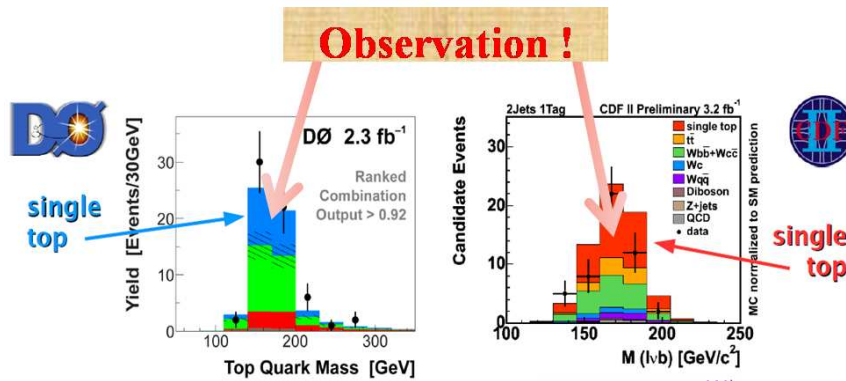 Observation !
DØ
single
top
DØ 2.3 fb⁻¹
Ranked
Combination
Output > 0.92
Yield [Events/30GeV]
30
20
10
0
100
200
300
Top Quark Mass [GeV]
2Jets 1Tag
CDF II Preliminary 3.2 fb⁻¹
single top
tt̄
Wbb̄+Wcc̄
Wc
Wqq̄
Diboson
Z+jets
QCD
data
Candidate Events
30
20
10
0
100
150
200
250
M (lνb) [GeV/c²]
MC normalized to SM prediction
CDF
II
single
top